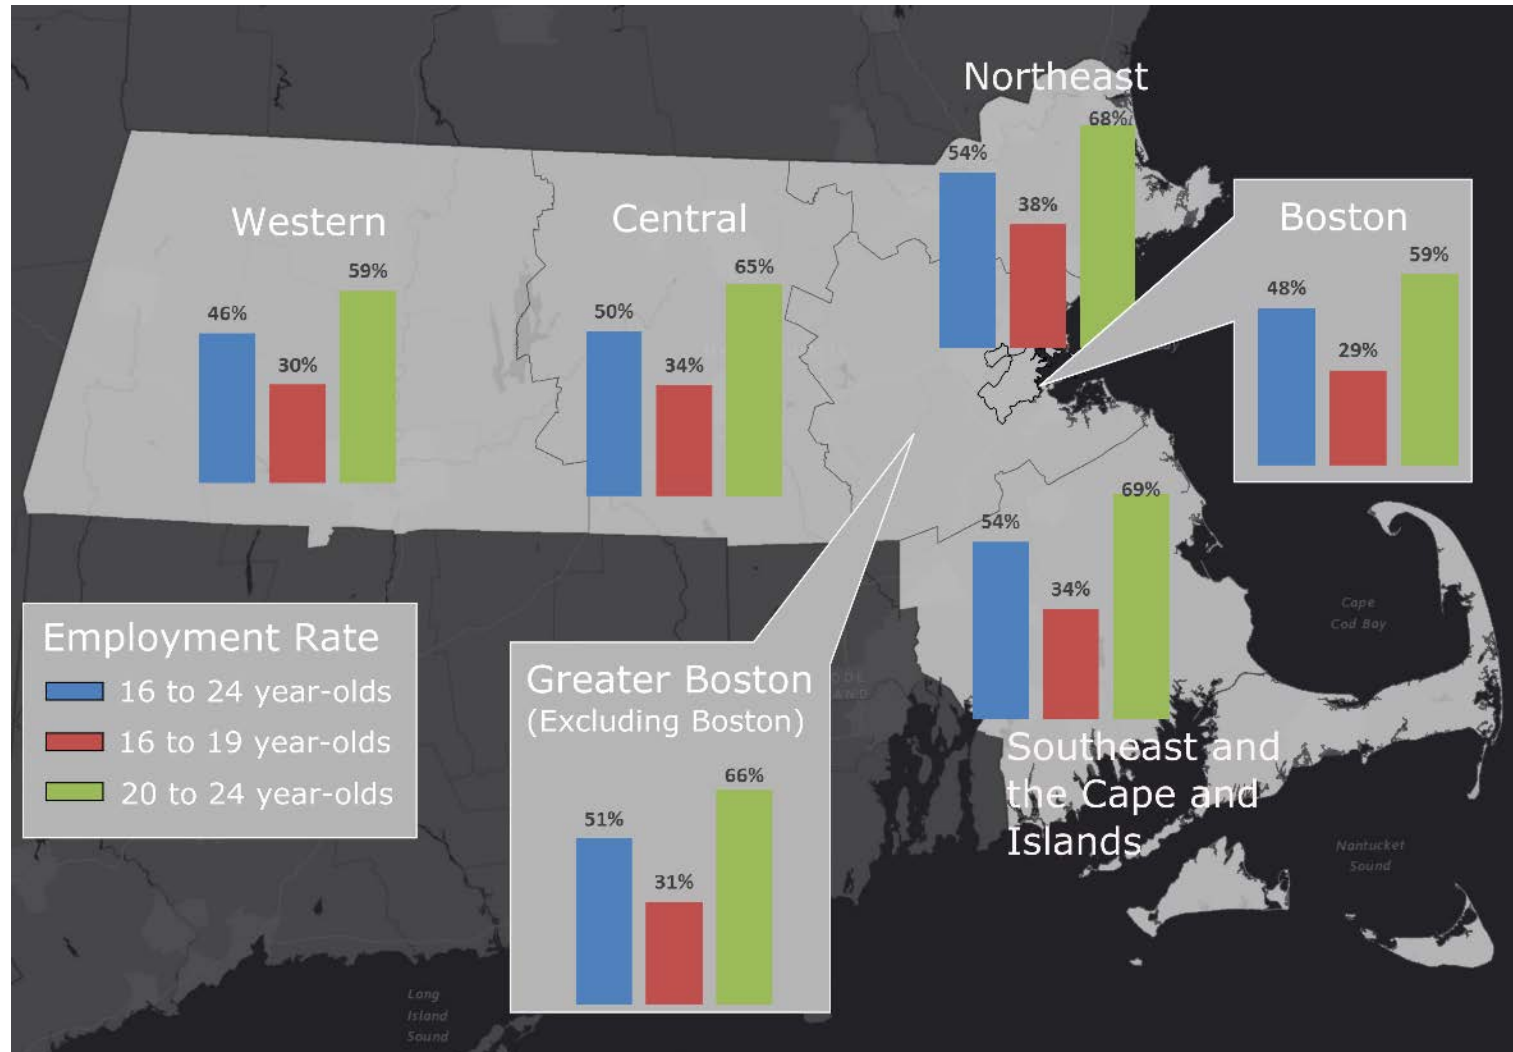 Northeast
68%
54%
38%
Western
59%
46%
30%
Central
65%
50%
34%
Boston
59%
48%
29%
69%
54%
34%
Southeast and
the Cape and
Islands
Greater Boston
(Excluding Boston)
66%
51%
31%
Employment Rate
16 to 24 year-olds
16 to 19 year-olds
20 to 24 year-olds
Cape
Cod Bay
Nantucket
Sound
Long
Island
Sound